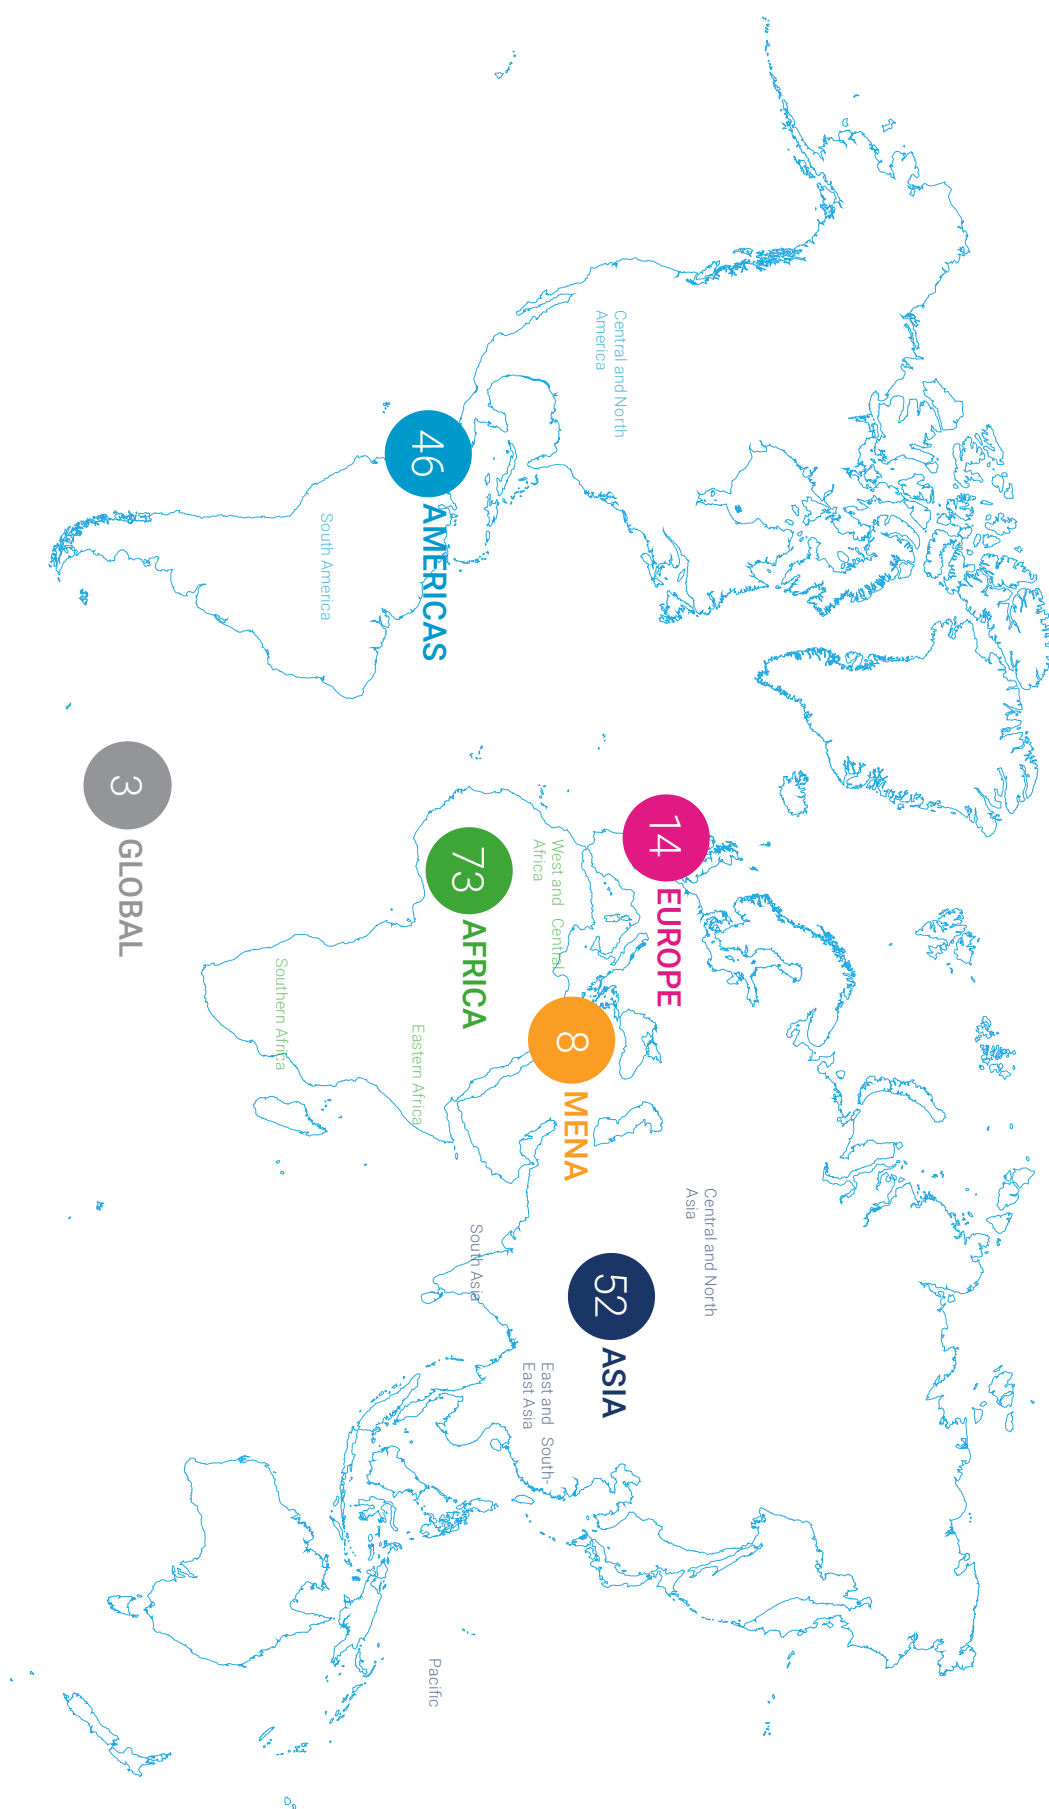 Central and North
America
46 AMERICAS
South America
3 GLOBAL
14 EUROPE
West and Central
Africa
73 AFRICA
Southern Africa
Eastern Africa
8 MENA
Central and North
Asia
South Asia
52 ASIA
East and South-
East Asia
Pacific